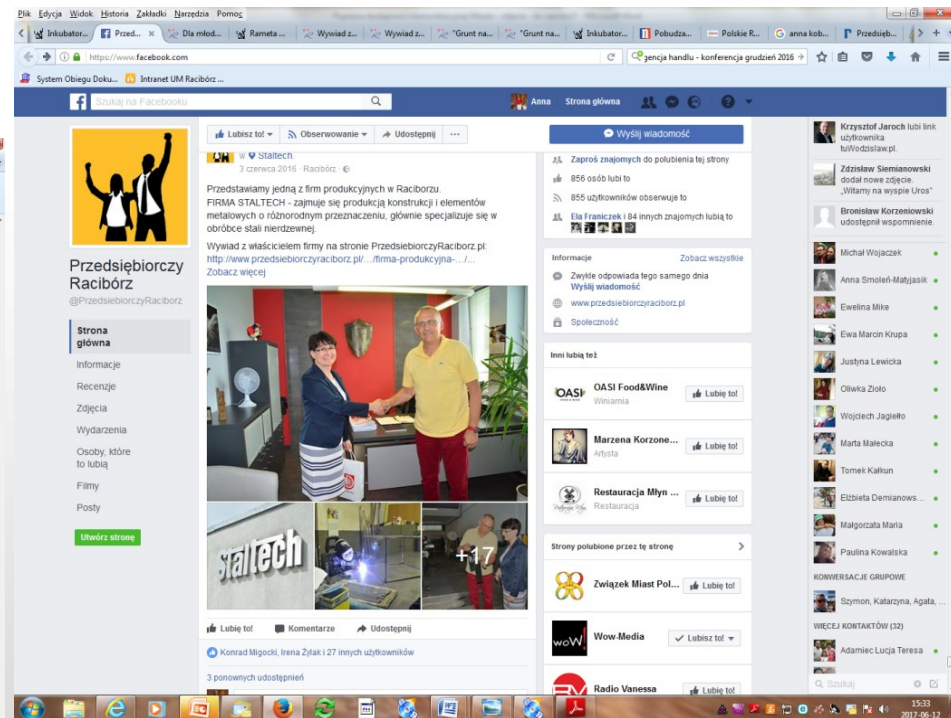 Plik Edycja Widok Historia Zakładki Narzędzia Pomoc
Inkubator... Przed... Dla młod... Rameta ... Wywiad z... Wywiad z... "Grunt na... "Grunt na... Inkubator... Pobudza... Polskie R... anna kob... Przedsięb...
https://www.facebook.com
gencja handlu - konferencja grudzień 2016
System Obiegu Doku... Intranet UM Racibórz ...
Szukaj na Facebooku
Anna Strona główna
Przedsiębiorczy
Racibórz
@PrzedsiebiorczyRaciborz
Strona
główna
Informacje
Recenzje
Zdjęcia
Wydarzenia
Osoby, które
to lubią
Filmy
Posty
Utwórz stronę
Lubisz to! Obserwowanie Udostępnij ...
w Staltech.
3 czerwca 2016 · Racibórz ·
Przedstawiamy jedną z firm produkcyjnych w Raciborzu.
FIRMA STALTECH - zajmuje się produkcją konstrukcji i elementów
metalowych o różnorodnym przeznaczeniu, głównie specjalizuje się w
obróbce stali nierdzewnej.
Wywiad z właścicielem firmy na stronie PrzedsiebiorczyRaciborz.pl:
http://www.przedsiebiorczyraciborz.pl/.../firma-produkcyjna-.../...
Zobacz więcej
staltech
+17
Lubię to! Komentarze Udostępnij
Konrad Migocki, Irena Żylak i 27 innych użytkowników
3 ponownych udostępnień
Wyślij wiadomość
Zaproś znajomych do polubienia tej strony
856 osób lubi to
855 użytkowników obserwuje to
Ela Franiczek i 84 innych znajomych lubią to
Informacje Zobacz wszystkie
Zwykle odpowiada tego samego dnia
Wyślij wiadomość
www.przedsiebiorczyraciborz.pl
Społeczność
Inni lubią też
OASI
OASI Food&Wine
Winiarnia
Lubię to!
Marzena Korzone...
Artysta
Lubię to!
Restauracja Młyn ...
Restauracja
Lubię to!
Strony polubione przez tę stronę
Związek Miast Pol...
Lubię to!
woW!
Wow-Media
Lubisz to!
Radio Vanessa
Lubię to!
Krzysztof Jaroch lubi link
użytkownika
tuWodzislaw.pl.
Zdzisław Siemianowski
dodał nowe zdjęcie.
„Witamy na wyspie Uros"
Bronisław Korzeniowski
udostępnił wspomnienie.
Michał Wojaczek
Anna Smoleń-Matyjasik
Ewelina Mike
Ewa Marcin Krupa
Justyna Lewicka
Oliwka Zioło
Wojciech Jagiełło
Marta Małecka
Tomek Kałkun
Elżbieta Demianows...
Małgorzata Maria
Paulina Kowalska
KONWERSACJE GRUPOWE
Szymon, Katarzyna, Agata, ...
WIĘCEJ KONTAKTÓW (32)
Adamiec Lucja Teresa
Szukaj
15:33
2017-06-12